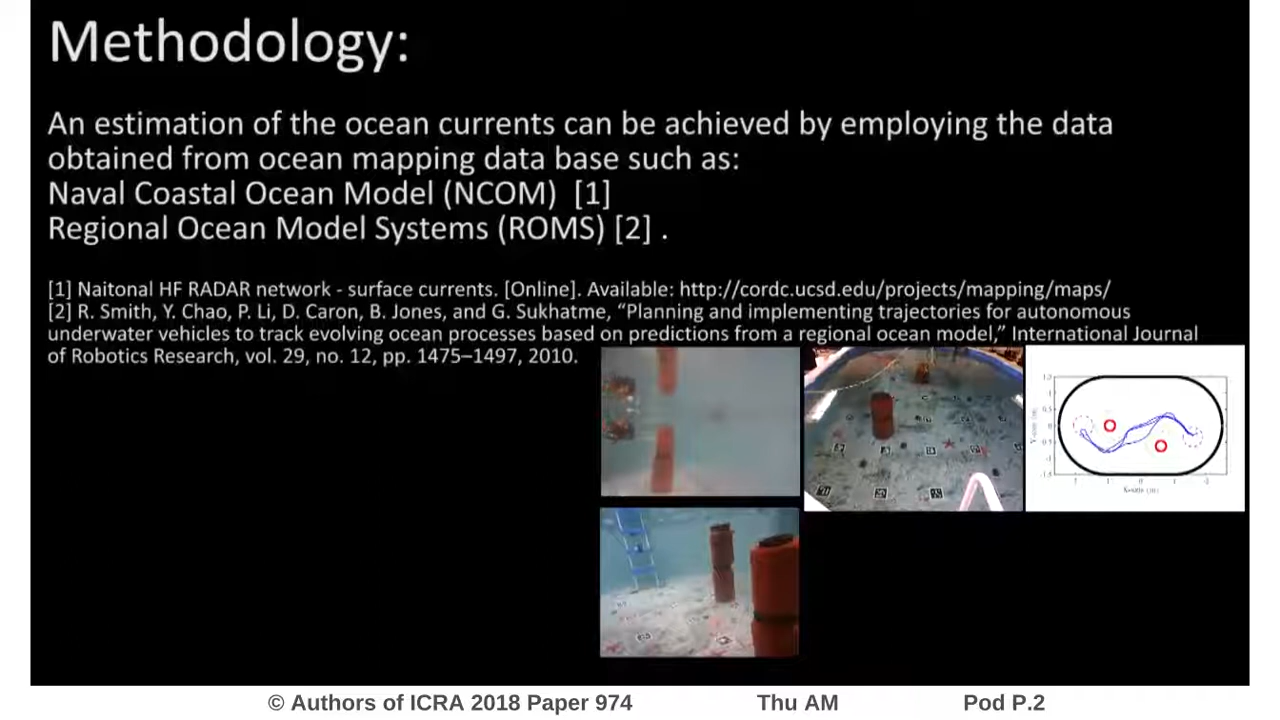 Methodology:
An estimation of the ocean currents can be achieved by employing the data
obtained from ocean mapping data base such as:
Naval Coastal Ocean Model (NCOM) [1]
Regional Ocean Model Systems (ROMS) [2] .
[1] Naitonal HF RADAR network - surface currents. [Online]. Available: http://cordc.ucsd.edu/projects/mapping/maps/
[2] R. Smith, Y. Chao, P. Li, D. Caron, B. Jones, and G. Sukhatme, “Planning and implementing trajectories for autonomous
underwater vehicles to track evolving ocean processes based on predictions from a regional ocean model,” International Journal
of Robotics Research, vol. 29, no. 12, pp. 1475–1497, 2010.
© Authors of ICRA 2018 Paper 974 Thu AM Pod P.2